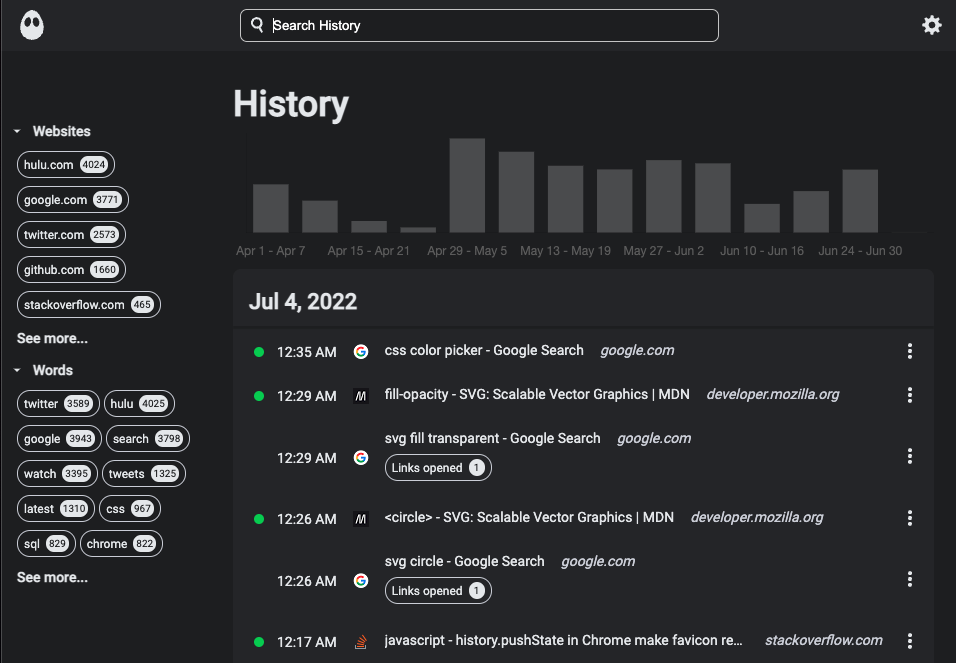 Search History
Websites
hulu.com 4024
google.com 3771
twitter.com 2573
github.com 1660
stackoverflow.com 465
See more...
Words
twitter 3589 hulu 4025
google 3943 search 3798
watch 3395 tweets 1325
latest 1310 css 967
sql 829 chrome 822
See more...
History
Apr 1 - Apr 7 Apr 15 - Apr 21 Apr 29 - May 5 May 13 - May 19 May 27 - Jun 2 Jun 10 - Jun 16 Jun 24 - Jun 30
Jul 4, 2022
12:35 AM css color picker - Google Search google.com
12:29 AM fill-opacity - SVG: Scalable Vector Graphics | MDN developer.mozilla.org
12:29 AM svg fill transparent - Google Search google.com
Links opened 1
12:26 AM <circle> - SVG: Scalable Vector Graphics | MDN developer.mozilla.org
12:26 AM svg circle - Google Search google.com
Links opened 1
12:17 AM javascript - history.pushState in Chrome make favicon re... stackoverflow.com